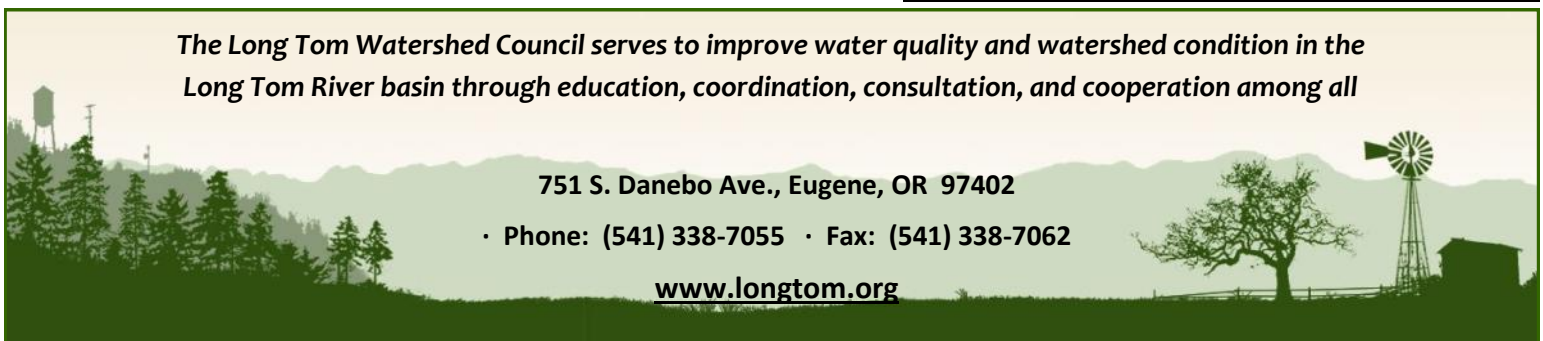 The Long Tom Watershed Council serves to improve water quality and watershed condition in the
Long Tom River basin through education, coordination, consultation, and cooperation among all
751 S. Danebo Ave., Eugene, OR  97402
· Phone:  (541) 338-7055  · Fax:  (541) 338-7062
www.longtom.org